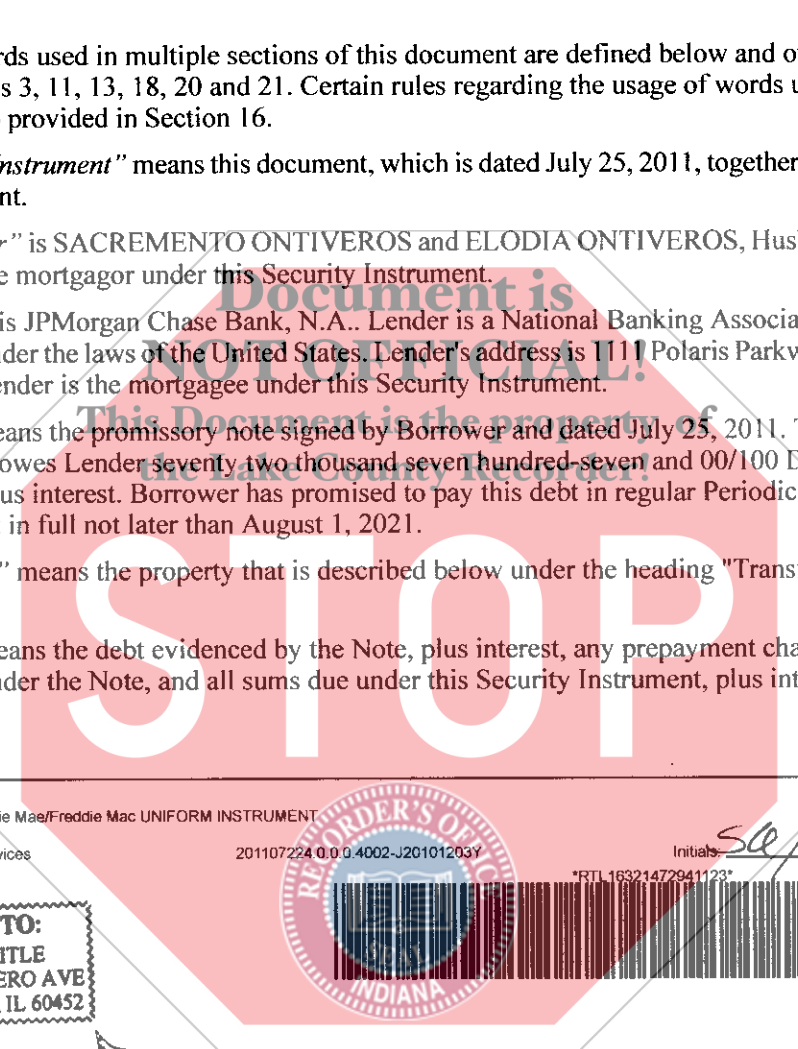 rds used in multiple sections of this document are defined below and o
s 3, 11, 13, 18, 20 and 21. Certain rules regarding the usage of words u
provided in Section 16.
nstrument" means this document, which is dated July 25, 2011, together
nt.
r" is SACREMENTO ONTIVEROS and ELODIA ONTIVEROS, Hus
e mortgagor under this Security Instrument.
Document is
is JPMorgan Chase Bank, N.A.. Lender is a National Banking Associa
NOT OFFICIAL!
der the laws of the United States. Lender's address is 1111 Polaris Parkw
ender is the mortgagee under this Security Instrument.
This Document is the property of
eans the promissory note signed by Borrower and dated July 25, 2011. T
the Lake County Recorder!
owes Lender seventy two thousand seven hundred-seven and 00/100 D
us interest. Borrower has promised to pay this debt in regular Periodic
in full not later than August 1, 2021.
" means the property that is described below under the heading "Trans
STOP
eans the debt evidenced by the Note, plus interest, any prepayment cha
der the Note, and all sums due under this Security Instrument, plus int
ie Mae/Freddie Mac UNIFORM INSTRUMENT
vices
201107224.0.0.0.4002-J20101203Y
Initials:
*RTL16321472941123*
RECORDER'S OFFICE
SEAL
INDIANA
TO:
ITLE
ERO AVE
IL 60452